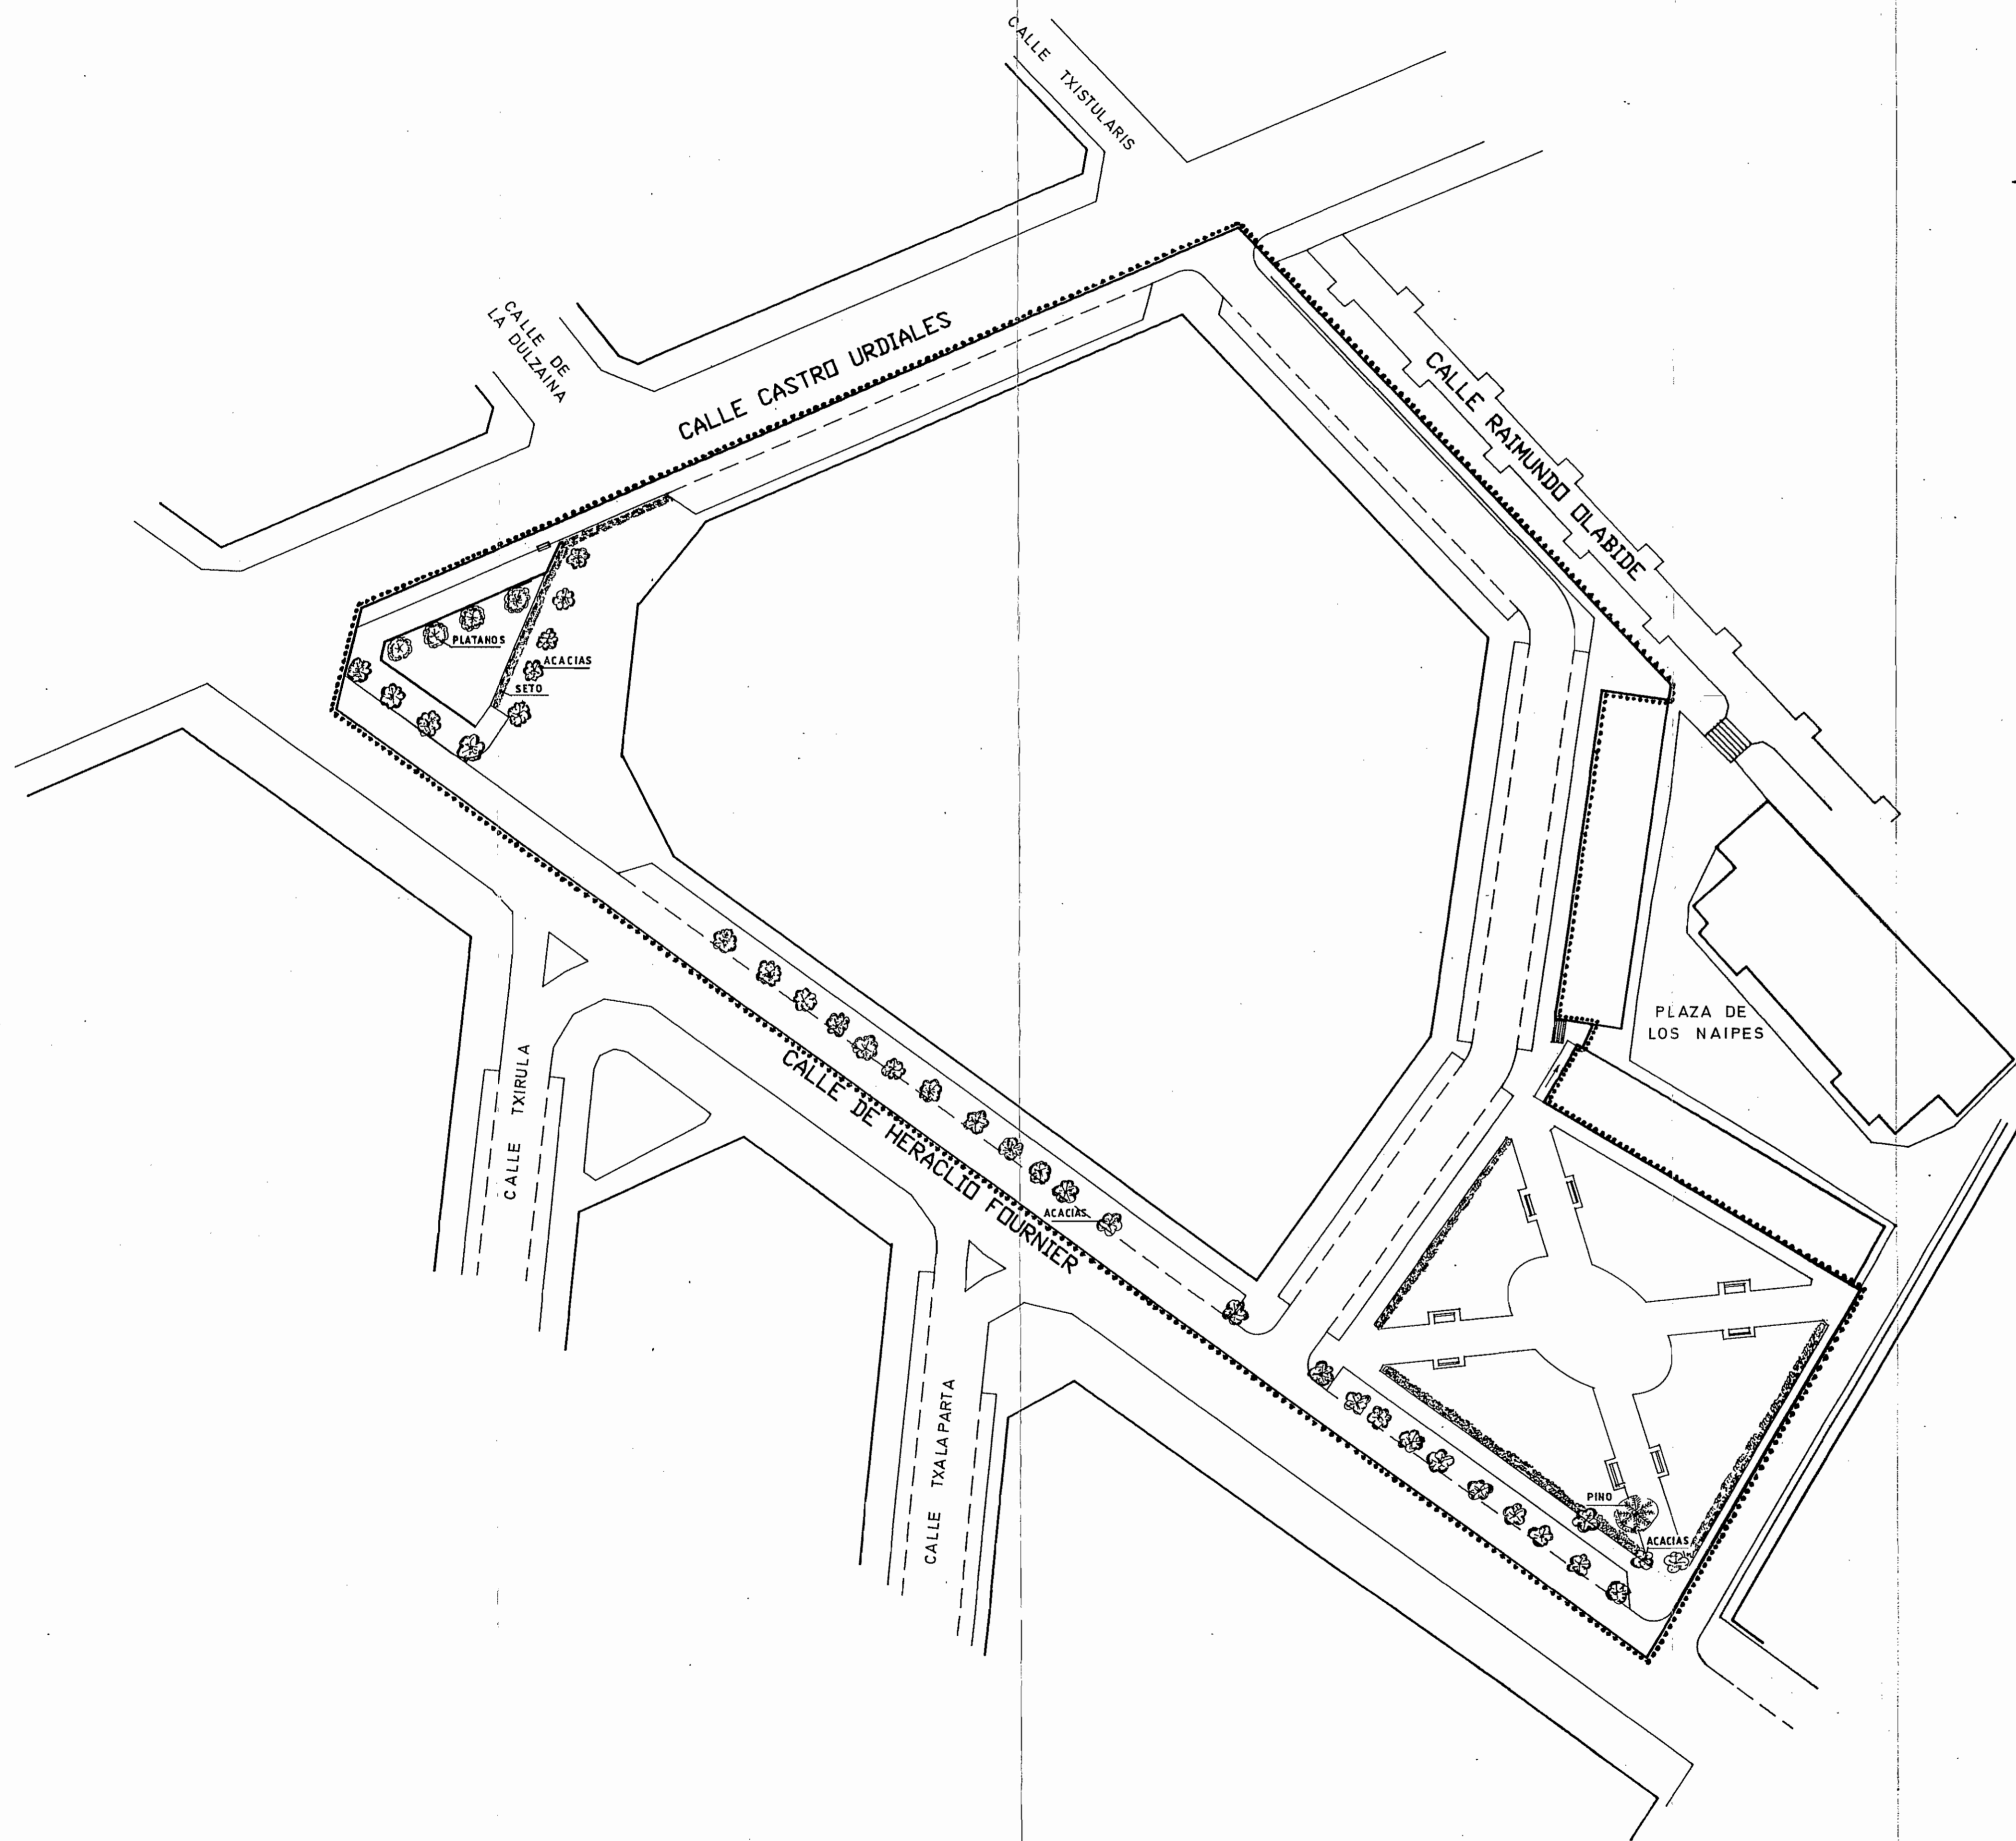 CALLE TXISTULARIS
CALLE DE
LA DULZAINA
CALLE CASTRO URDIALES
CALLE RAIMUNDO OLABIDE
PLATANOS
ACACIAS
SETO
PLAZA DE
LOS NAIPES
CALLE TXIRULA
CALLE DE HERACLIO FOURNIER
ACACIAS
CALLE TXALAPARTA
PINO
ACACIAS